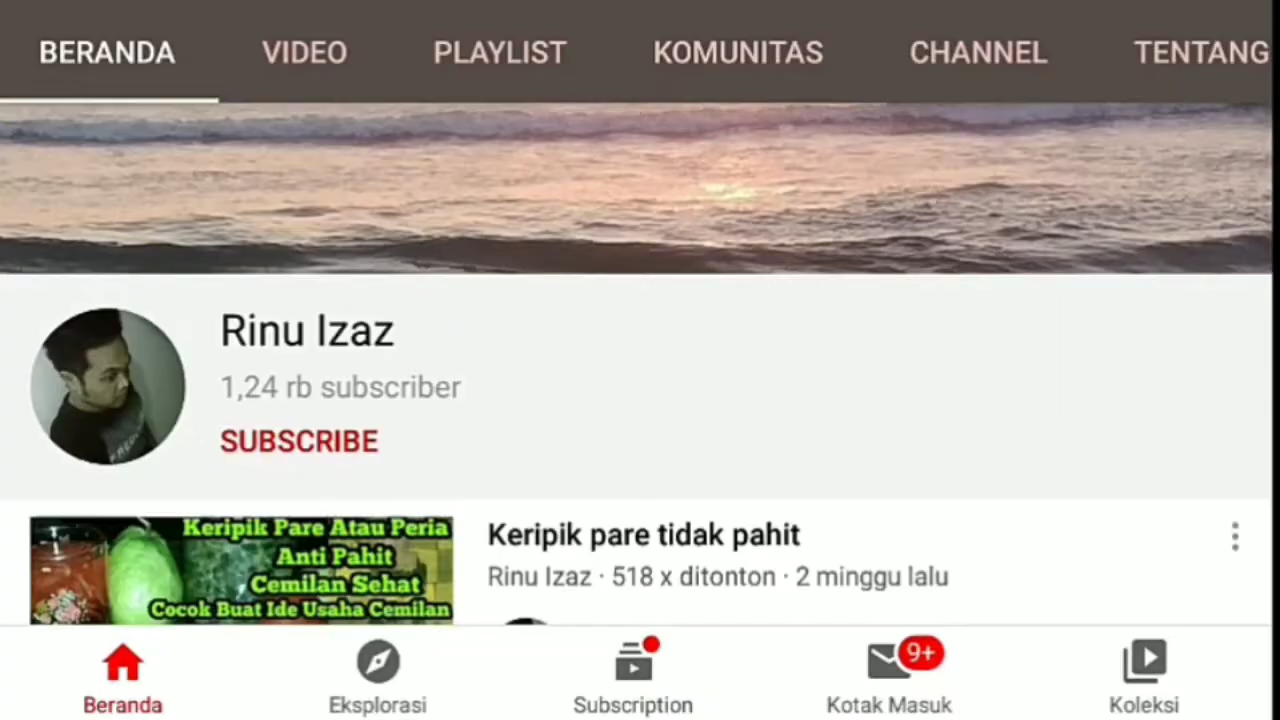 BERANDA VIDEO PLAYLIST KOMUNITAS CHANNEL TENTANG
Rinu Izaz
1,24 rb subscriber
SUBSCRIBE
Keripik Pare Atau Peria
Anti Pahit
Cemilan Sehat
Cocok Buat Ide Usaha Cemilan
Keripik pare tidak pahit
Rinu Izaz · 518 x ditonton · 2 minggu lalu
9+
Beranda Eksplorasi Subscription Kotak Masuk Koleksi